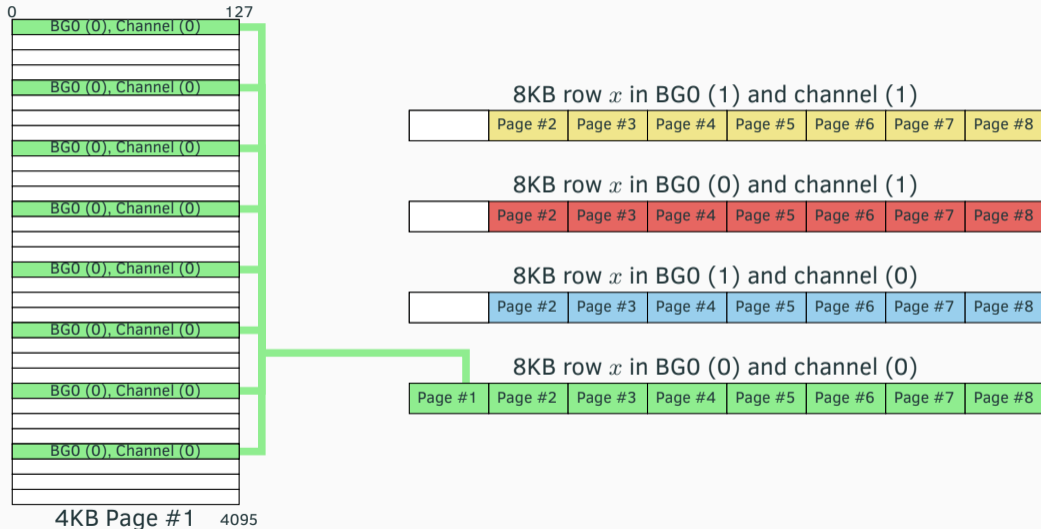 0 127
BG0 (0), Channel (0)
BG0 (0), Channel (0)
BG0 (0), Channel (0)
BG0 (0), Channel (0)
BG0 (0), Channel (0)
BG0 (0), Channel (0)
BG0 (0), Channel (0)
BG0 (0), Channel (0)
4KB Page #1 4095
8KB row x in BG0 (1) and channel (1)
Page #2 Page #3 Page #4 Page #5 Page #6 Page #7 Page #8
8KB row x in BG0 (0) and channel (1)
Page #2 Page #3 Page #4 Page #5 Page #6 Page #7 Page #8
8KB row x in BG0 (1) and channel (0)
Page #2 Page #3 Page #4 Page #5 Page #6 Page #7 Page #8
8KB row x in BG0 (0) and channel (0)
Page #1 Page #2 Page #3 Page #4 Page #5 Page #6 Page #7 Page #8